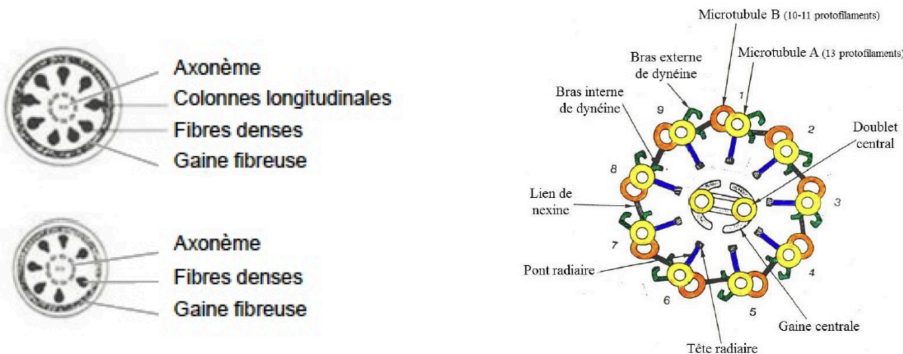 Axonème
Colonnes longitudinales
Fibres denses
Gaine fibreuse
Axonème
Fibres denses
Gaine fibreuse
Microtubule B (10-11 protofilaments)
Microtubule A (13 protofilaments)
Bras externe
de dynéine
Bras interne
de dynéine
1
9
2
Doublet
central
8
3
Lien de
nexine
7
4
Pont radiaire
6
5
Gaine centrale
Tête radiaire